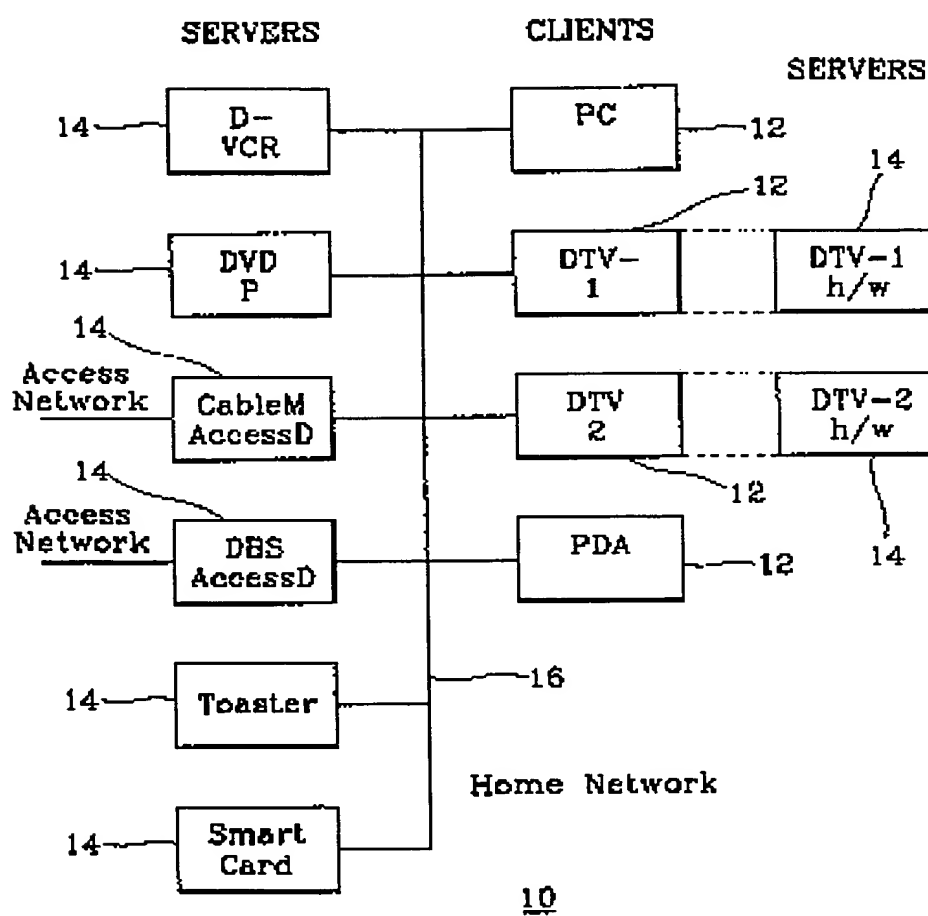 SERVERS
CLIENTS
SERVERS
14
D-
VCR
PC
12
14
DVD
P
12
DTV-
1
14
DTV-1
h/w
14
Access
Network
CableM
AccessD
DTV
2
12
DTV-2
h/w
14
14
Access
Network
DBS
AccessD
PDA
12
14
Toaster
16
Home Network
14
Smart
Card
10